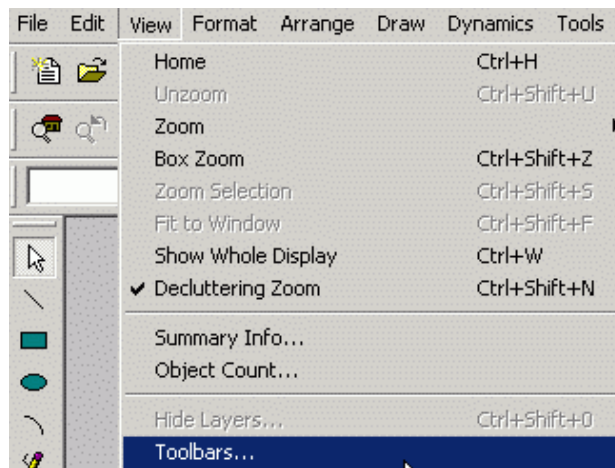 File Edit View Format Arrange Draw Dynamics Tools
Home Ctrl+H
Unzoom Ctrl+Shift+U
Zoom
Box Zoom Ctrl+Shift+Z
Zoom Selection Ctrl+Shift+S
Fit to Window Ctrl+Shift+F
Show Whole Display Ctrl+W
Decluttering Zoom Ctrl+Shift+N
Summary Info...
Object Count...
Hide Layers... Ctrl+Shift+0
Toolbars...